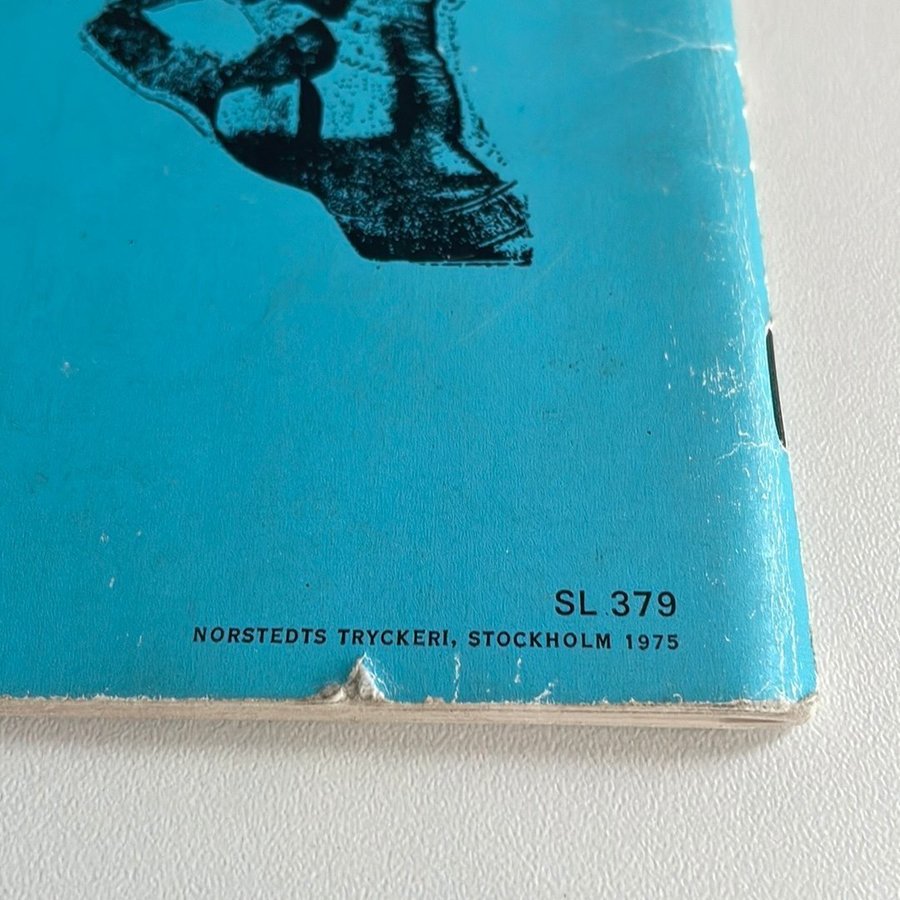 SL 379
NORSTEDTS TRYCKERI, STOCKHOLM 1975